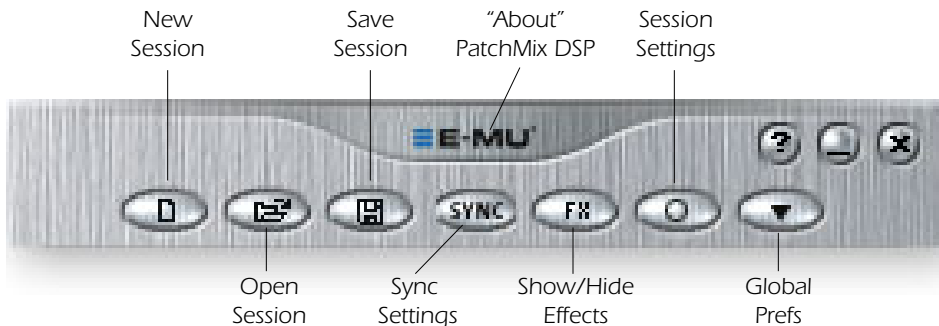 New Session
Save Session
“About” PatchMix DSP
Session Settings
E-MU®
?
SYNC
FX
Open Session
Sync Settings
Show/Hide Effects
Global Prefs